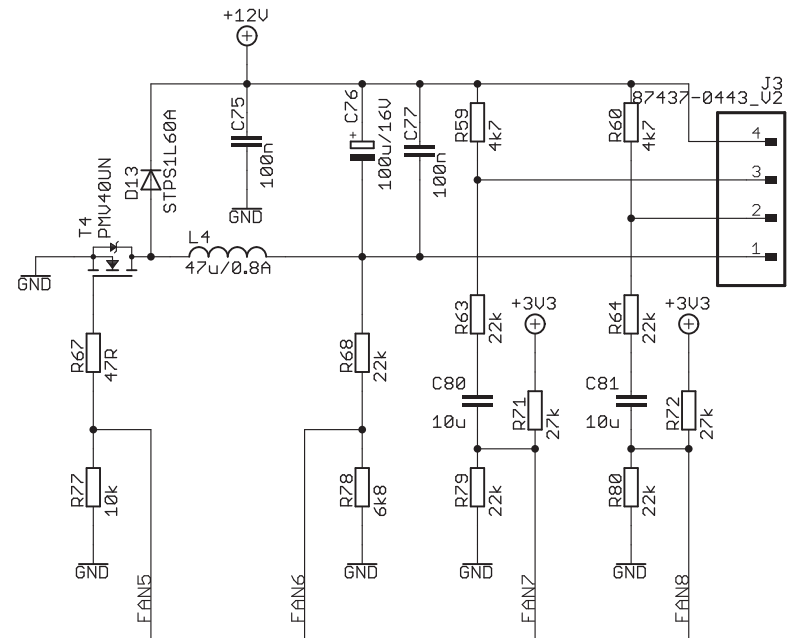 +12V
J3
87437-0443_V2
C75
100n
C76
+
100u/16V
C77
100n
R59
4k7
R60
4k7
4
3
2
1
D13
STPS1L60A
GND
T4
PMV40UN
L4
47u/0.8A
GND
R67
47R
R68
22k
R63
22k
+3V3
R64
22k
+3V3
C80
10u
R71
27k
C81
10u
R72
27k
R77
10k
R78
6k8
R79
22k
R80
22k
GND
GND
GND
GND
FAN5
FAN6
FAN7
FAN8